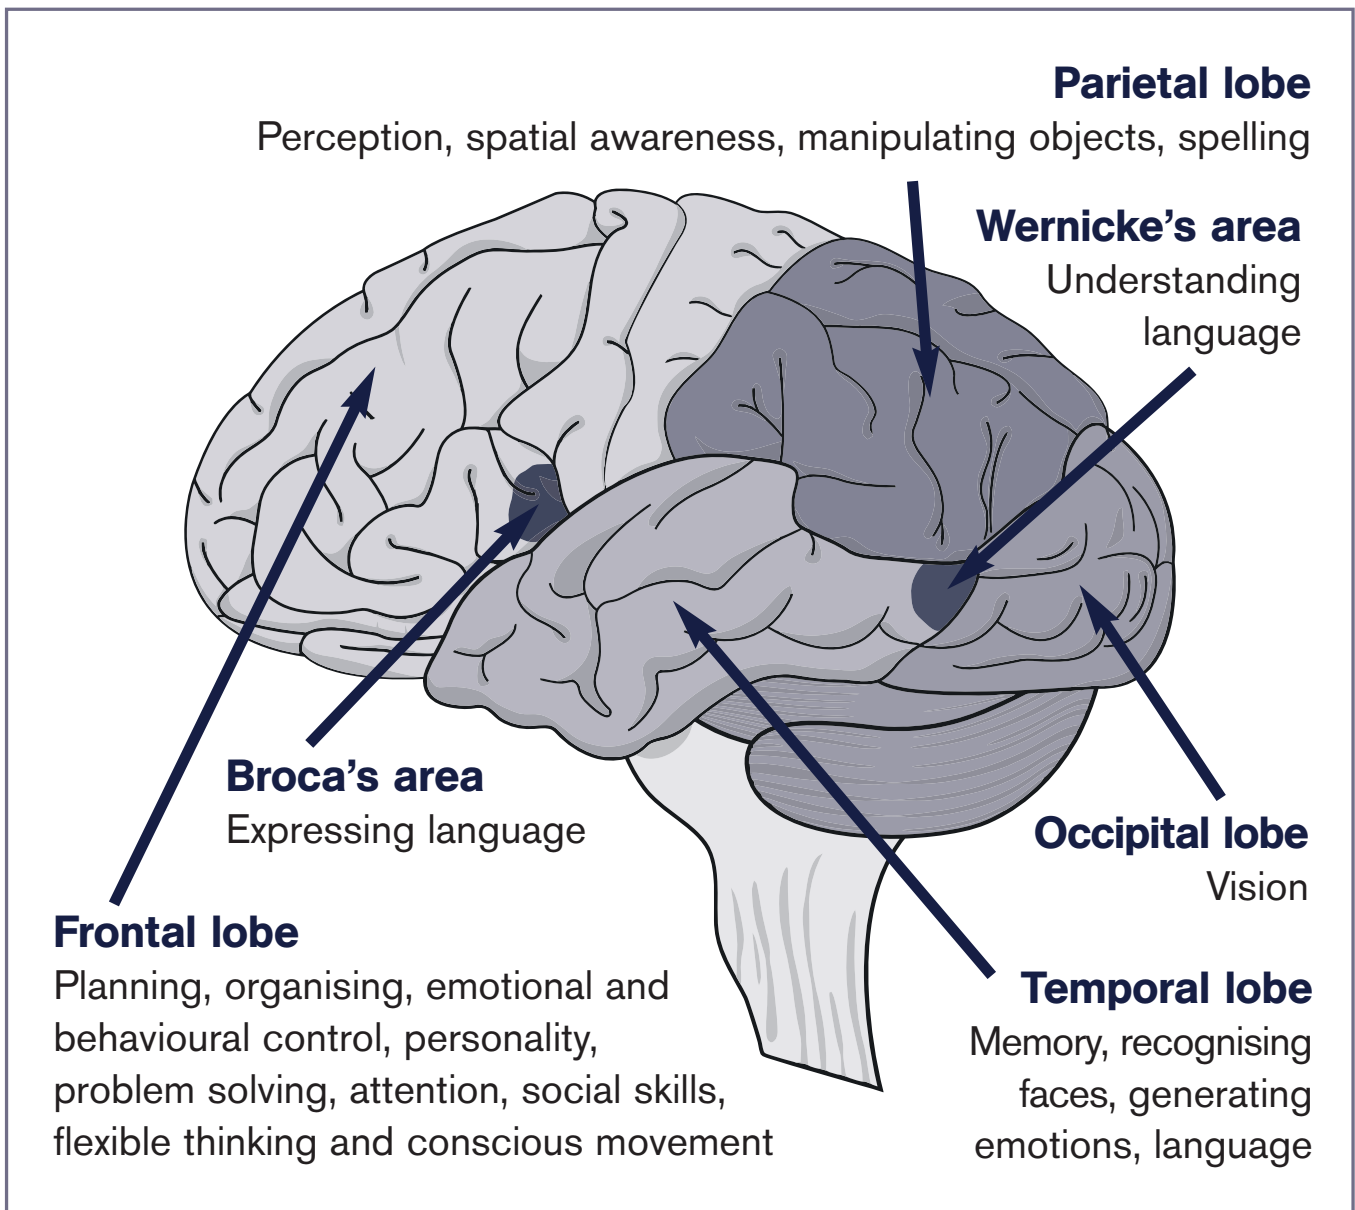 Parietal lobe
Perception, spatial awareness, manipulating objects, spelling
Wernicke’s area
Understanding
language
Broca’s area
Expressing language
Occipital lobe
Vision
Frontal lobe
Planning, organising, emotional and
behavioural control, personality,
problem solving, attention, social skills,
flexible thinking and conscious movement
Temporal lobe
Memory, recognising
faces, generating
emotions, language